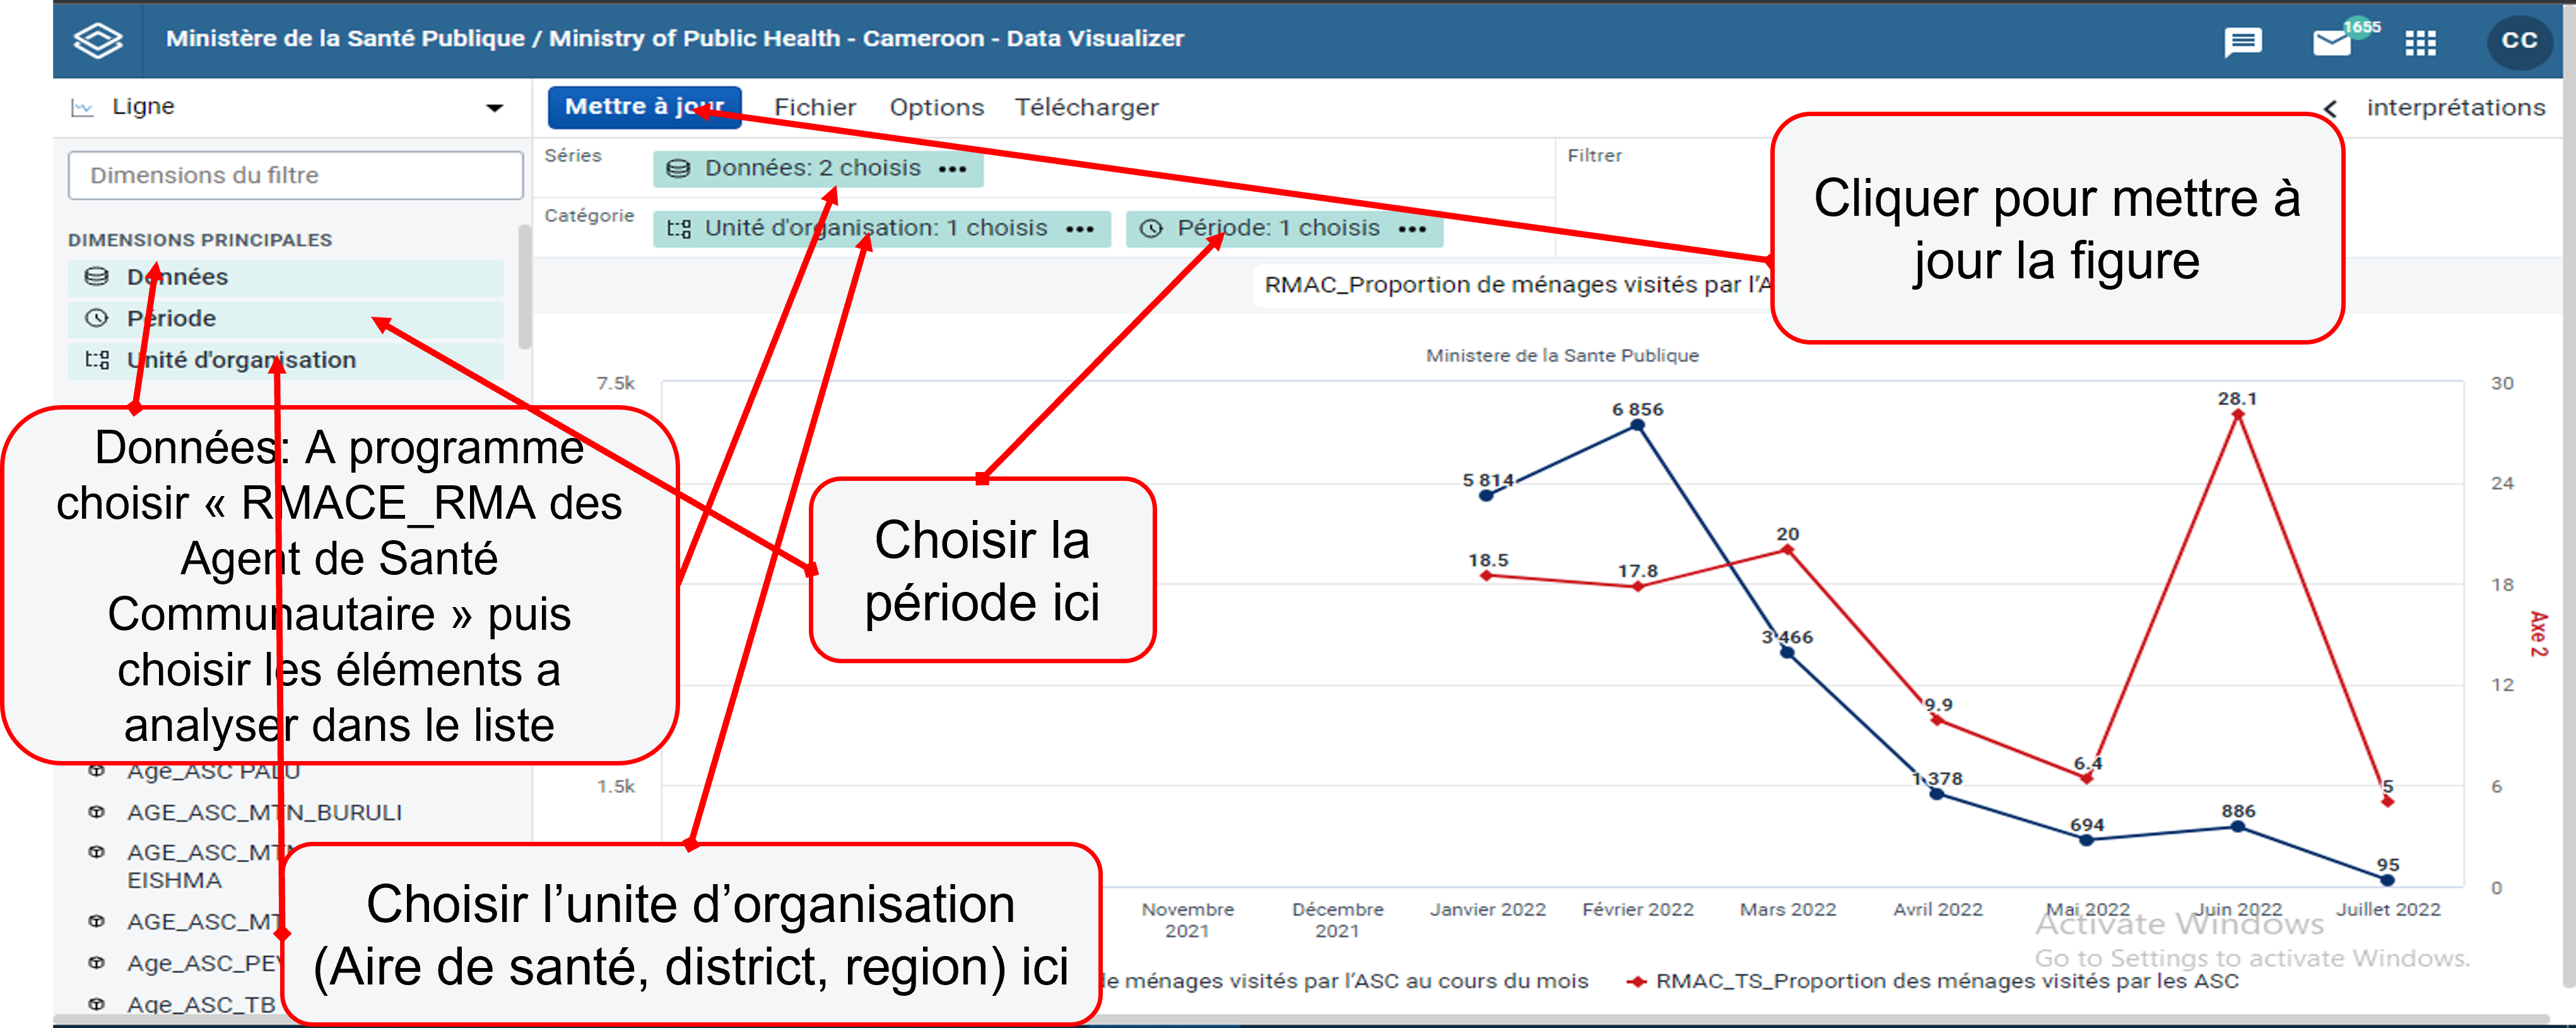 Ministère de la Santé Publique / Ministry of Public Health - Cameroon - Data Visualizer
1655
CC
Ligne
Mettre à jour
Fichier
Options
Télécharger
interprétations
Dimensions du filtre
Séries
Données: 2 choisis
Filtrer
Catégorie
Unité d'organisation: 1 choisis
Période: 1 choisis
Cliquer pour mettre à
jour la figure
DIMENSIONS PRINCIPALES
Données
Période
Unité d'organisation
RMAC_Proportion de ménages visités par l'A
Ministere de la Sante Publique
7.5k
30
24
18
12
6
0
1.5k
Axe 2
6 856
5 814
3 466
1 378
694
886
95
18.5
17.8
20
9.9
6.4
28.1
5
Données: A programme
choisir « RMACE_RMA des
Agent de Santé
Communautaire » puis
choisir les éléments a
analyser dans le liste
Choisir la
période ici
Age_ASC PALU
AGE_ASC_MTN_BURULI
AGE_ASC_MTN
EISHMA
AGE_ASC_MT
Age_ASC_PE
Age_ASC_TB
Choisir l'unite d'organisation
(Aire de santé, district, region) ici
Novembre
2021
Décembre
2021
Janvier 2022
Février 2022
Mars 2022
Avril 2022
Mai 2022
Juin 2022
Juillet 2022
Activate Windows
Go to Settings to activate Windows.
de ménages visités par l'ASC au cours du mois
RMAC_TS_Proportion des ménages visités par les ASC